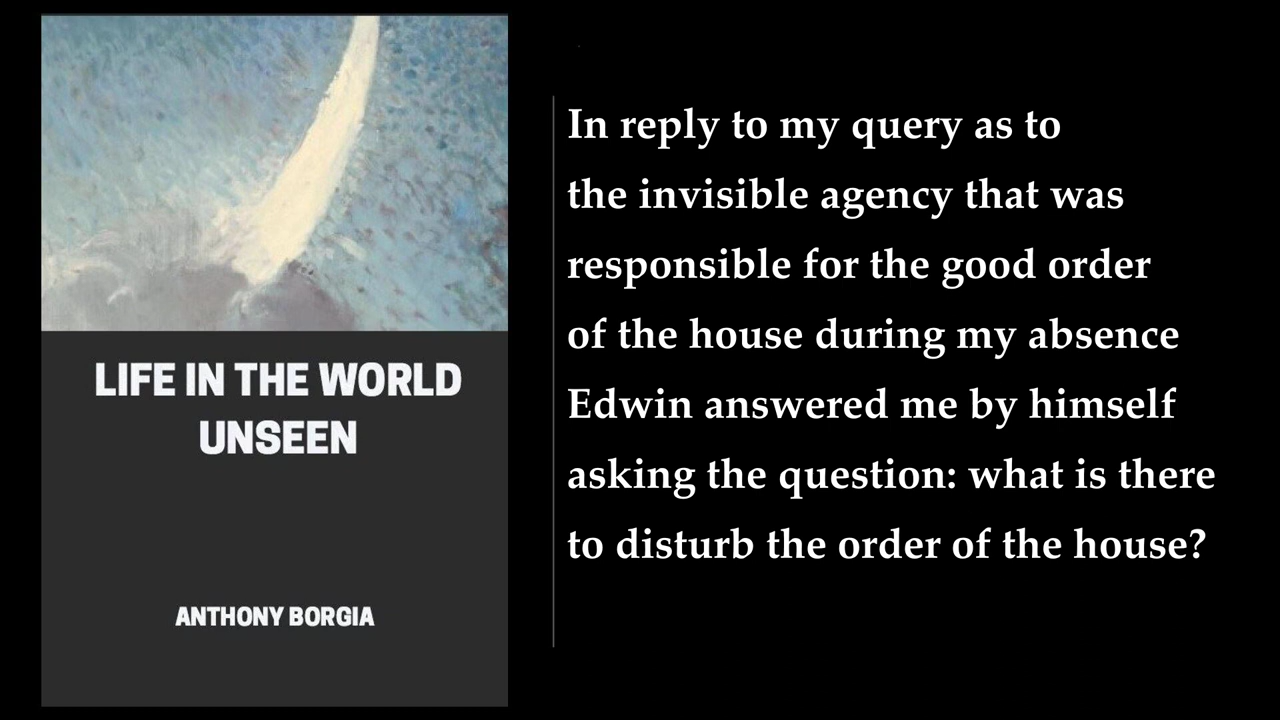 LIFE IN THE WORLD
UNSEEN
ANTHONY BORGIA
In reply to my query as to
the invisible agency that was
responsible for the good order
of the house during my absence
Edwin answered me by himself
asking the question: what is there
to disturb the order of the house?